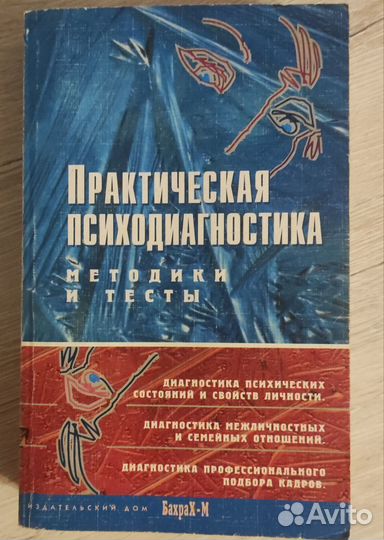 ПРАКТИЧЕСКАЯ
ПСИХОДИАГНОСТИКА
МЕТОДИКИ
И ТЕСТЫ
ДИАГНОСТИКА ПСИХИЧЕСКИХ
СОСТОЯНИЙ И СВОЙСТВ ЛИЧНОСТИ.
ДИАГНОСТИКА МЕЖЛИЧНОСТНЫХ
И СЕМЕЙНЫХ ОТНОШЕНИЙ.
ДИАГНОСТИКА ПРОФЕССИОНАЛЬНОГО
ПОДБОРА КАДРОВ.
ИЗДАТЕЛЬСКИЙ ДОМ БахраХ-М
Avito